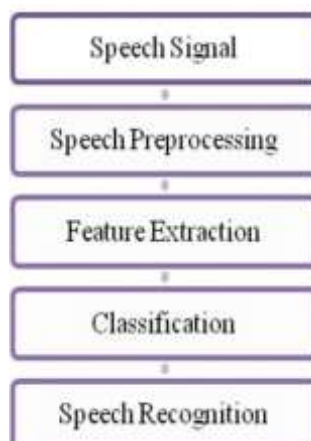 Speech Signal
Speech Preprocessing
Feature Extraction
Classification
Speech Recognition